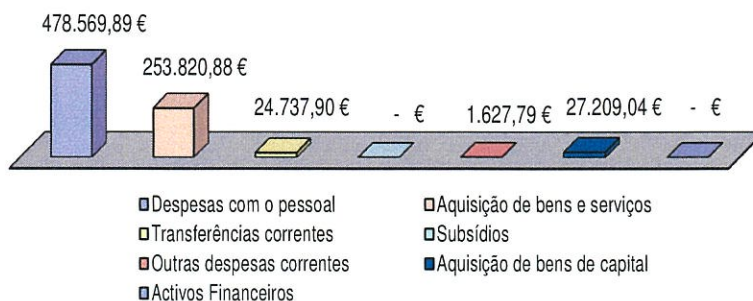 478.569,89 €
253.820,88 €
24.737,90 €
- €
1.627,79 €
27.209,04 €
- €
Despesas com o pessoal
Aquisição de bens e serviços
Transferências correntes
Subsídios
Outras despesas correntes
Aquisição de bens de capital
Activos Financeiros